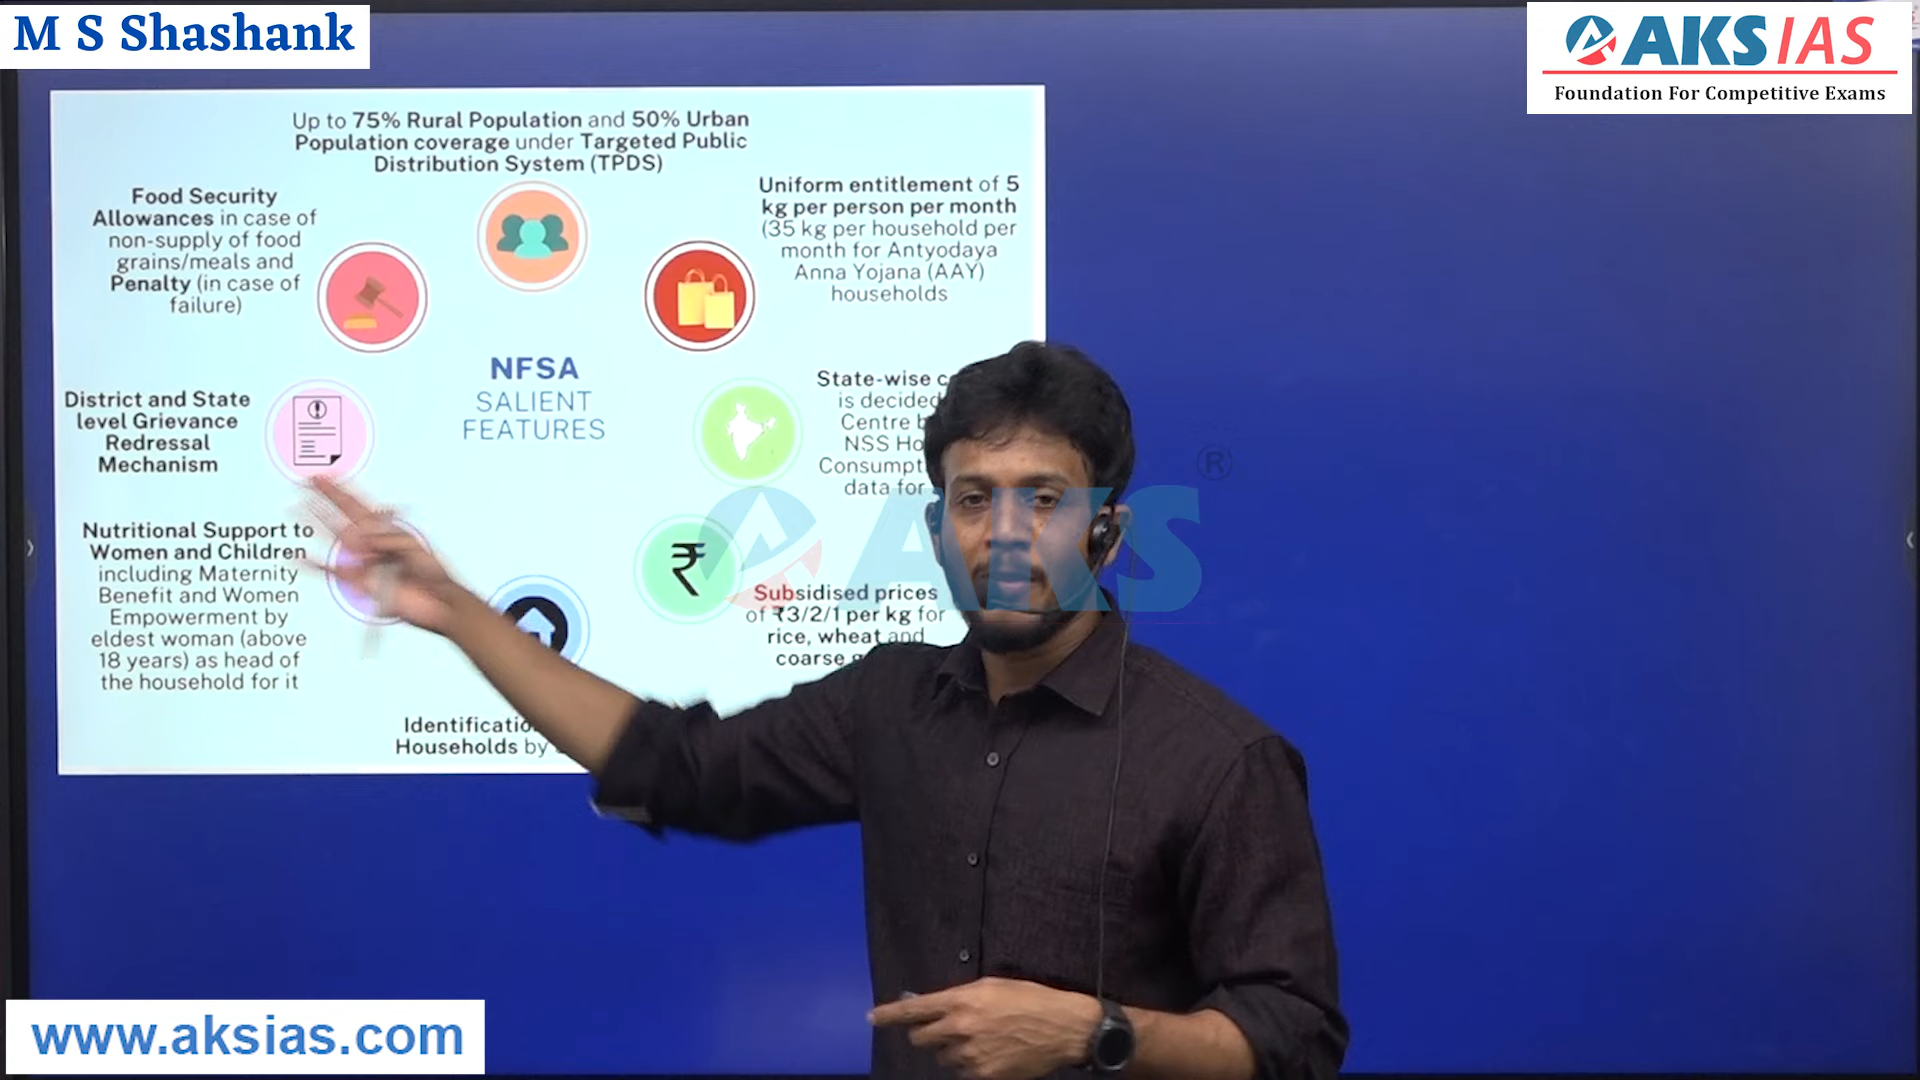 M S Shashank
AKS IAS
Foundation For Competitive Exams
Up to 75% Rural Population and 50% Urban
Population coverage under Targeted Public
Distribution System (TPDS)
Food Security
Allowances in case of
non-supply of food
grains/meals and
Penalty (in case of
failure)
Uniform entitlement of 5
kg per person per month
(35 kg per household per
month for Antyodaya
Anna Yojana (AAY)
households
NFSA
SALIENT
FEATURES
District and State
level Grievance
Redressal
Mechanism
State-wise
is decided
Centre
NSS
data for
Nutritional Support to
Women and Children
including Maternity
Benefit and Women
Empowerment by
eldest woman (above
18 years) as head of
the household for it
₹
Subsidised prices
of ₹3/2/1 per kg for
rice, wheat and
coarse
Households by
AKS
®
www.aksias.com